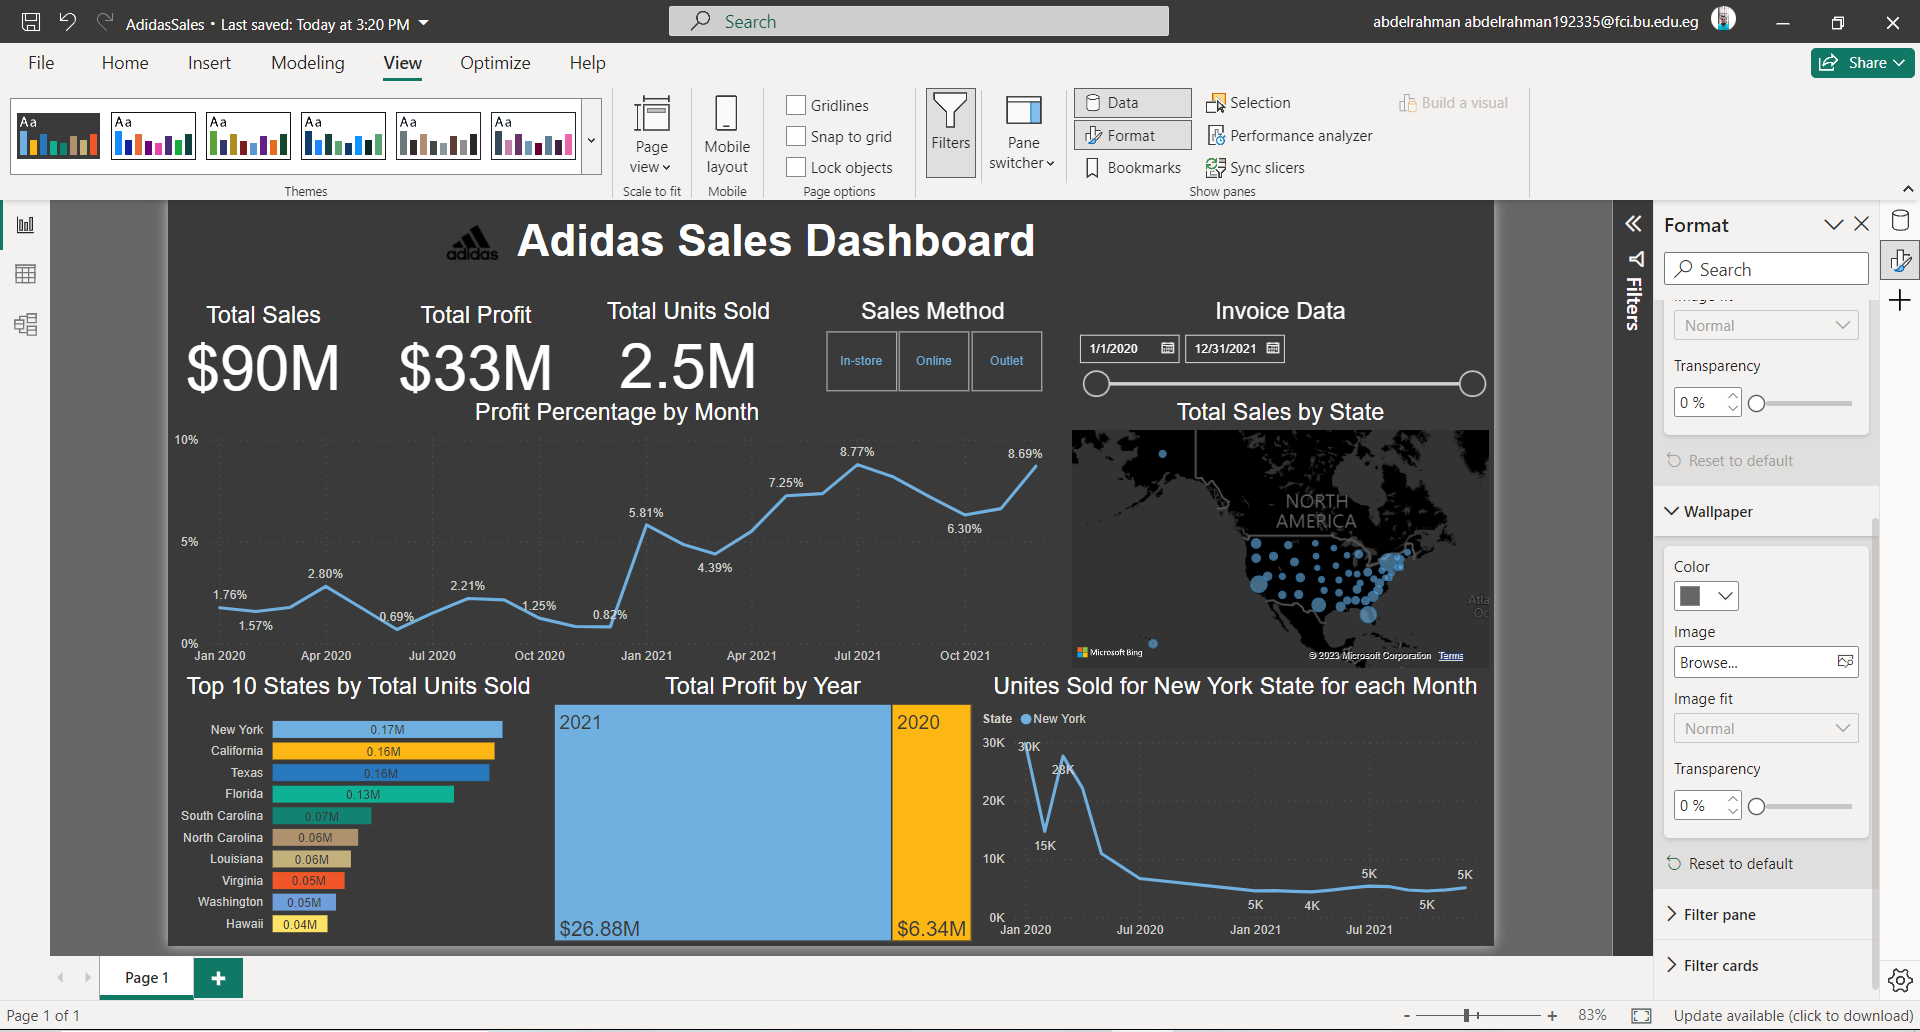 AdidasSales • Last saved: Today at 3:20 PM
Search
abdelrahman abdelrahman192335@fci.bu.edu.eg
File Home Insert Modeling View Optimize Help
Share
Aa Aa Aa Aa Aa Aa
Themes
Page view
Scale to fit
Mobile layout
Mobile
Gridlines
Snap to grid
Lock objects
Page options
Filters
Pane switcher
Data
Format
Bookmarks
Selection
Performance analyzer
Sync slicers
Show panes
Build a visual
adidas
Adidas Sales Dashboard
Total Sales
$90M
Total Profit
$33M
Total Units Sold
2.5M
Sales Method
In-store Online Outlet
Invoice Data
1/1/2020 12/31/2021
Profit Percentage by Month
10%
5%
0%
1.76%
1.57%
2.80%
0.69%
2.21%
1.25%
0.82%
5.81%
4.39%
7.25%
8.77%
6.30%
8.69%
Jan 2020 Apr 2020 Jul 2020 Oct 2020 Jan 2021 Apr 2021 Jul 2021 Oct 2021
Total Sales by State
NORTH
AMERICA
Atla
Oc
Microsoft Bing
© 2023 Microsoft Corporation Terms
Top 10 States by Total Units Sold
New York 0.17M
California 0.16M
Texas 0.16M
Florida 0.13M
South Carolina 0.07M
North Carolina 0.06M
Louisiana 0.06M
Virginia 0.05M
Washington 0.05M
Hawaii 0.04M
Total Profit by Year
2021
$26.88M
2020
$6.34M
Unites Sold for New York State for each Month
State New York
30K
20K
10K
0K
30K
15K
28K
5K
4K
5K
5K
5K
Jan 2020 Jul 2020 Jan 2021 Jul 2021
Filters
Format
Search
Normal
Transparency
0 %
Reset to default
Wallpaper
Color
Image
Browse...
Image fit
Normal
Transparency
0 %
Reset to default
Filter pane
Filter cards
Page 1
Page 1 of 1
- + 83%
Update available (click to download)